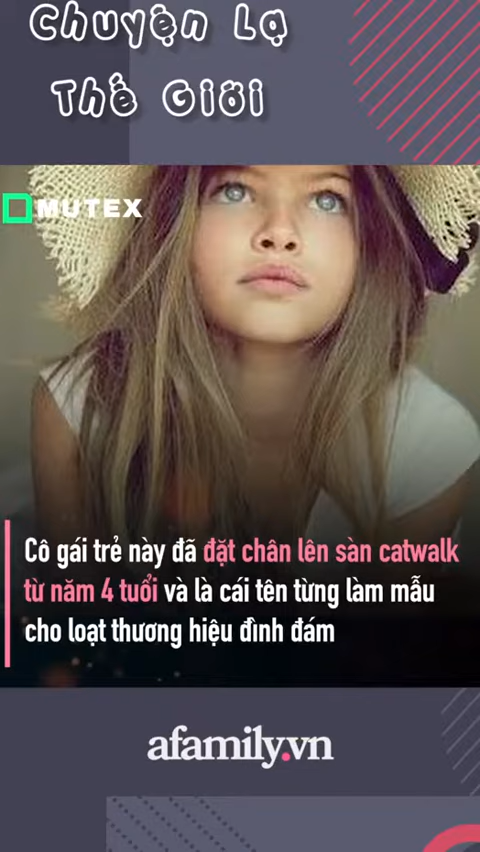 Chuyện Lạ
Thế Giới
MUTEX
Cô gái trẻ này đã đặt chân lên sàn catwalk
từ năm 4 tuổi và là cái tên từng làm mẫu
cho loạt thương hiệu đình đám
afamily.vn